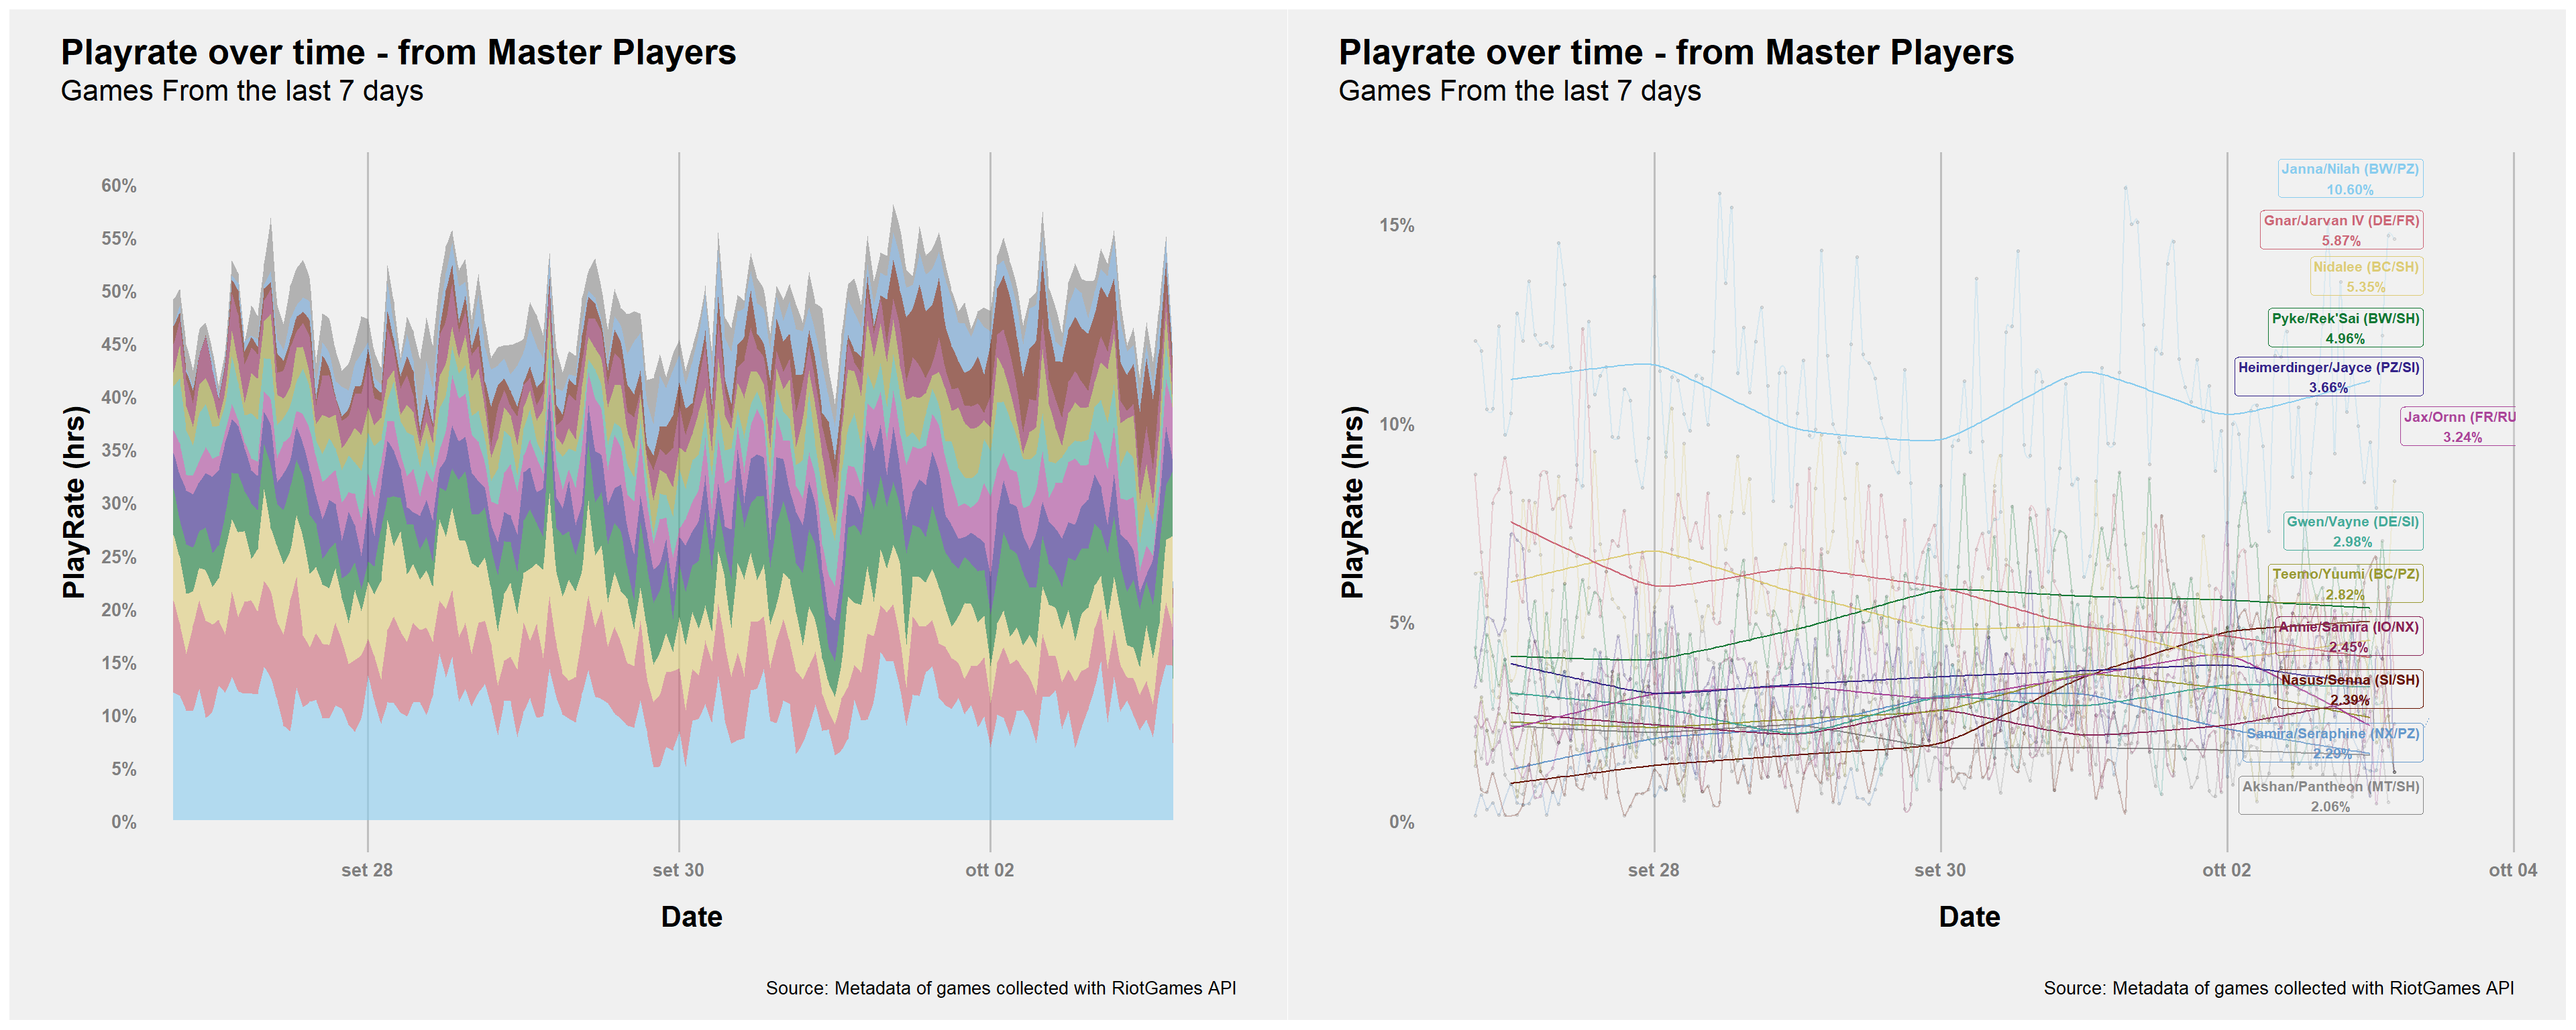 Playrate over time - from Master Players
Games From the last 7 days
60%
55%
50%
45%
40%
35%
30%
25%
20%
15%
10%
5%
0%
PlayRate (hrs)
set 28
set 30
ott 02
Date
Source: Metadata of games collected with RiotGames API
Playrate over time - from Master Players
Games From the last 7 days
15%
10%
5%
0%
PlayRate (hrs)
Janna/Nilah (BW/PZ)
10.60%
Gnar/Jarvan IV (DE/FR)
5.87%
Nidalee (BC/SH)
5.35%
Pyke/Rek'Sai (BW/SH)
4.96%
Heimerdinger/Jayce (PZ/SI)
3.66%
Jax/Ornn (FR/RU
3.24%
Gwen/Vayne (DE/SI)
2.98%
Teemo/Yuumi (BC/PZ)
2.82%
Annie/Samira (IO/NX)
2.45%
Nasus/Senna (SI/SH)
2.39%
Samira/Seraphine (NX/PZ)
2.29%
Akshan/Pantheon (MT/SH)
2.06%
set 28
set 30
ott 02
ott 04
Date
Source: Metadata of games collected with RiotGames API